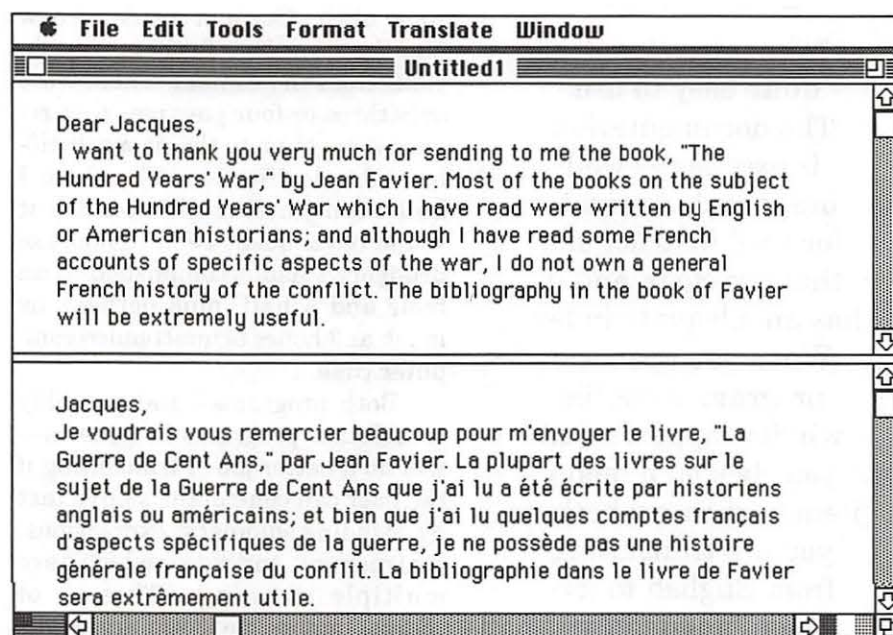 File Edit Tools Format Translate Window
Untitled1
Dear Jacques,
I want to thank you very much for sending to me the book, "The
Hundred Years' War," by Jean Favier. Most of the books on the subject
of the Hundred Years' War which I have read were written by English
or American historians; and although I have read some French
accounts of specific aspects of the war, I do not own a general
French history of the conflict. The bibliography in the book if Favier
will be extremely useful.
Jacques,
Je voudrais vous remercier beaucoup pour m'envoyer le livre, "La
Guerre de Cent Ans," par Jean Favier. La plupart des livres sur le
sujet de la Guerre de Cent Ans que j'ai lu a été écrits par historiens
anglais ou américains; et bien que j'ai lu quelques comptes français
d'aspects spécifiques de la guerre, je ne possède pas une histoire
générale française du conflit. La bibliographie dans le livre de Favier
sera extrêmement utile.